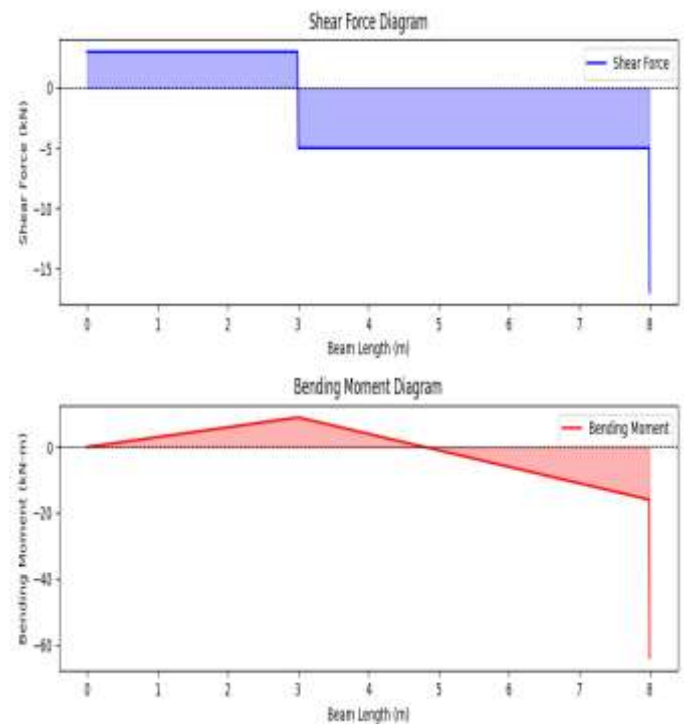 Shear Force Diagram
Shear Force
0
−5
−10
−15
Shear Force (kN)
0 1 2 3 4 5 6 7 8
Beam Length (m)
Bending Moment Diagram
Bending Moment
0
−20
−40
−60
Bending Moment (kN·m)
0 1 2 3 4 5 6 7 8
Beam Length (m)